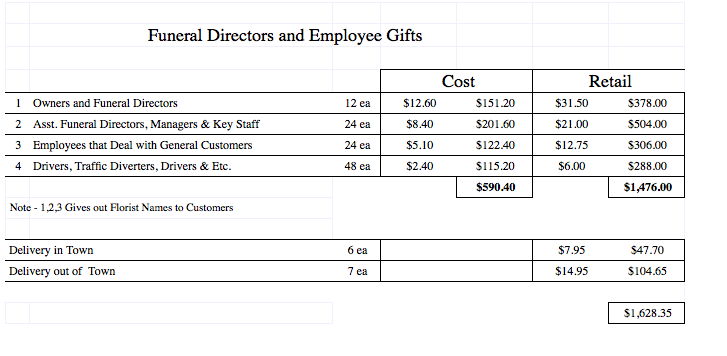 Funeral Directors and Employee Gifts
Cost Retail
1 Owners and Funeral Directors 12 ea $12.60 $151.20 $31.50 $378.00
2 Asst. Funeral Directors, Managers & Key Staff 24 ea $8.40 $201.60 $21.00 $504.00
3 Employees that Deal with General Customers 24 ea $5.10 $122.40 $12.75 $306.00
4 Drivers, Traffic Diverters, Drivers & Etc. 48 ea $2.40 $115.20 $6.00 $288.00
$590.40 $1,476.00
Note - 1,2,3 Gives out Florist Names to Customers
Delivery in Town 6 ea $7.95 $47.70
Delivery out of Town 7 ea $14.95 $104.65
$1,628.35